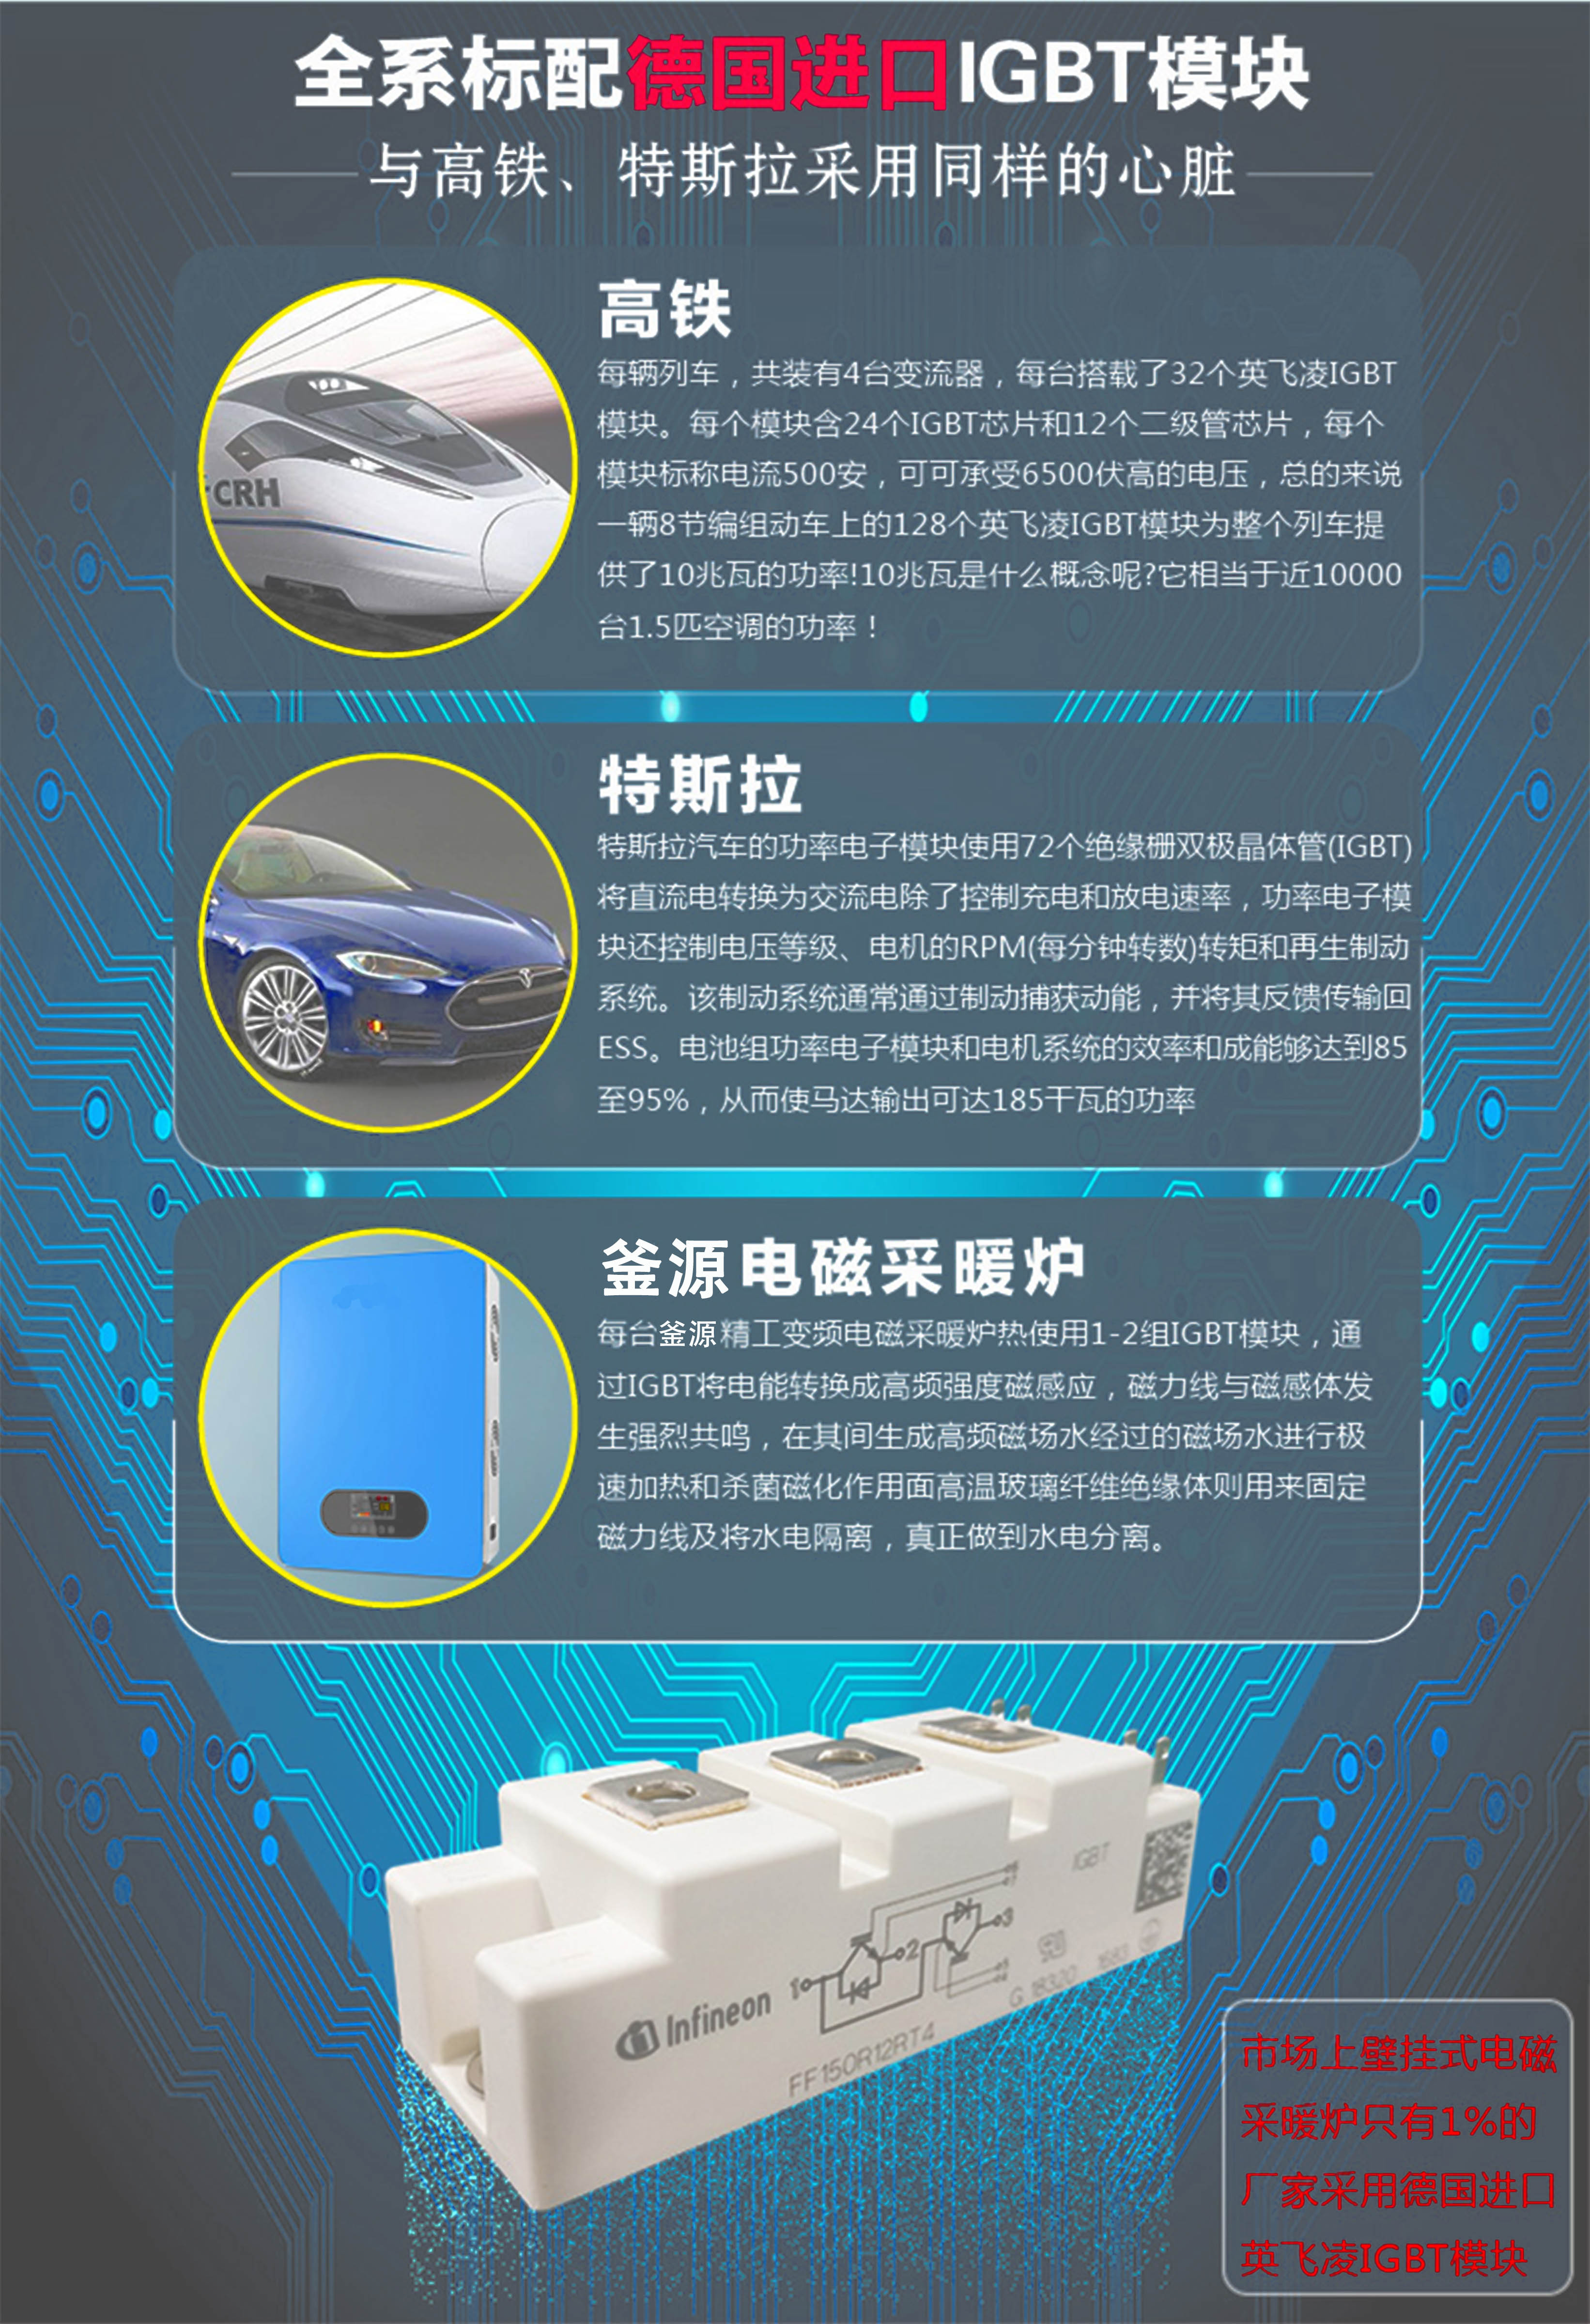 全系标配德国进口IGBT模块
与高铁、特斯拉采用同样的心脏
高铁
每辆列车，共装有4台变流器，每台搭载了32个英飞凌IGBT
模块。每个模块含24个IGBT芯片和12个二级管芯片，每个
模块标称电流500安，可可承受6500伏高的电压，总的来说
一辆8节编组动车上的128个英飞凌IGBT模块为整个列车提
供了10兆瓦的功率!10兆瓦是什么概念呢?它相当于近10000
台1.5匹空调的功率！
CRH
特斯拉
特斯拉汽车的功率电子模块使用72个绝缘栅双极晶体管(IGBT)
将直流电转换为交流电除了控制充电和放电速率，功率电子模
块还控制电压等级、电机的RPM(每分钟转数)转矩和再生制动
系统。该制动系统通常通过制动捕获动能，并将其反馈传输回
ESS。电池组功率电子模块和电机系统的效率和成能够达到85
至95%，从而使马达输出可达185干瓦的功率
釜源电磁采暖炉
每台釜源精工变频电磁采暖炉热使用1-2组IGBT模块，通
过IGBT将电能转换成高频强度磁感应，磁力线与磁感体发
生强烈共鸣，在其间生成高频磁场水经过的磁场水进行极
速加热和杀菌磁化作用面高温玻璃纤维绝缘体则用来固定
磁力线及将水电隔离，真正做到水电分离。
IGBT
1
2
3
Infineon
FF150R12RT4
G 18320
市场上壁挂式电磁
采暖炉只有1%的
厂家采用德国进口
英飞凌IGBT模块